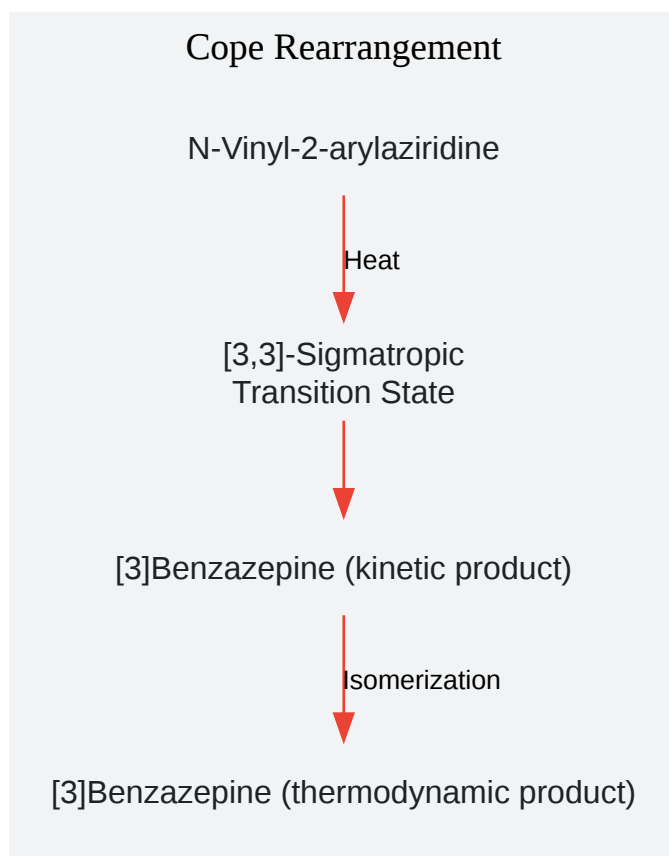 Cope Rearrangement
N-Vinyl-2-arylaziridine
Heat
[3,3]-Sigmatropic
Transition State
[3]Benzazepine (kinetic product)
Isomerization
[3]Benzazepine (thermodynamic product)